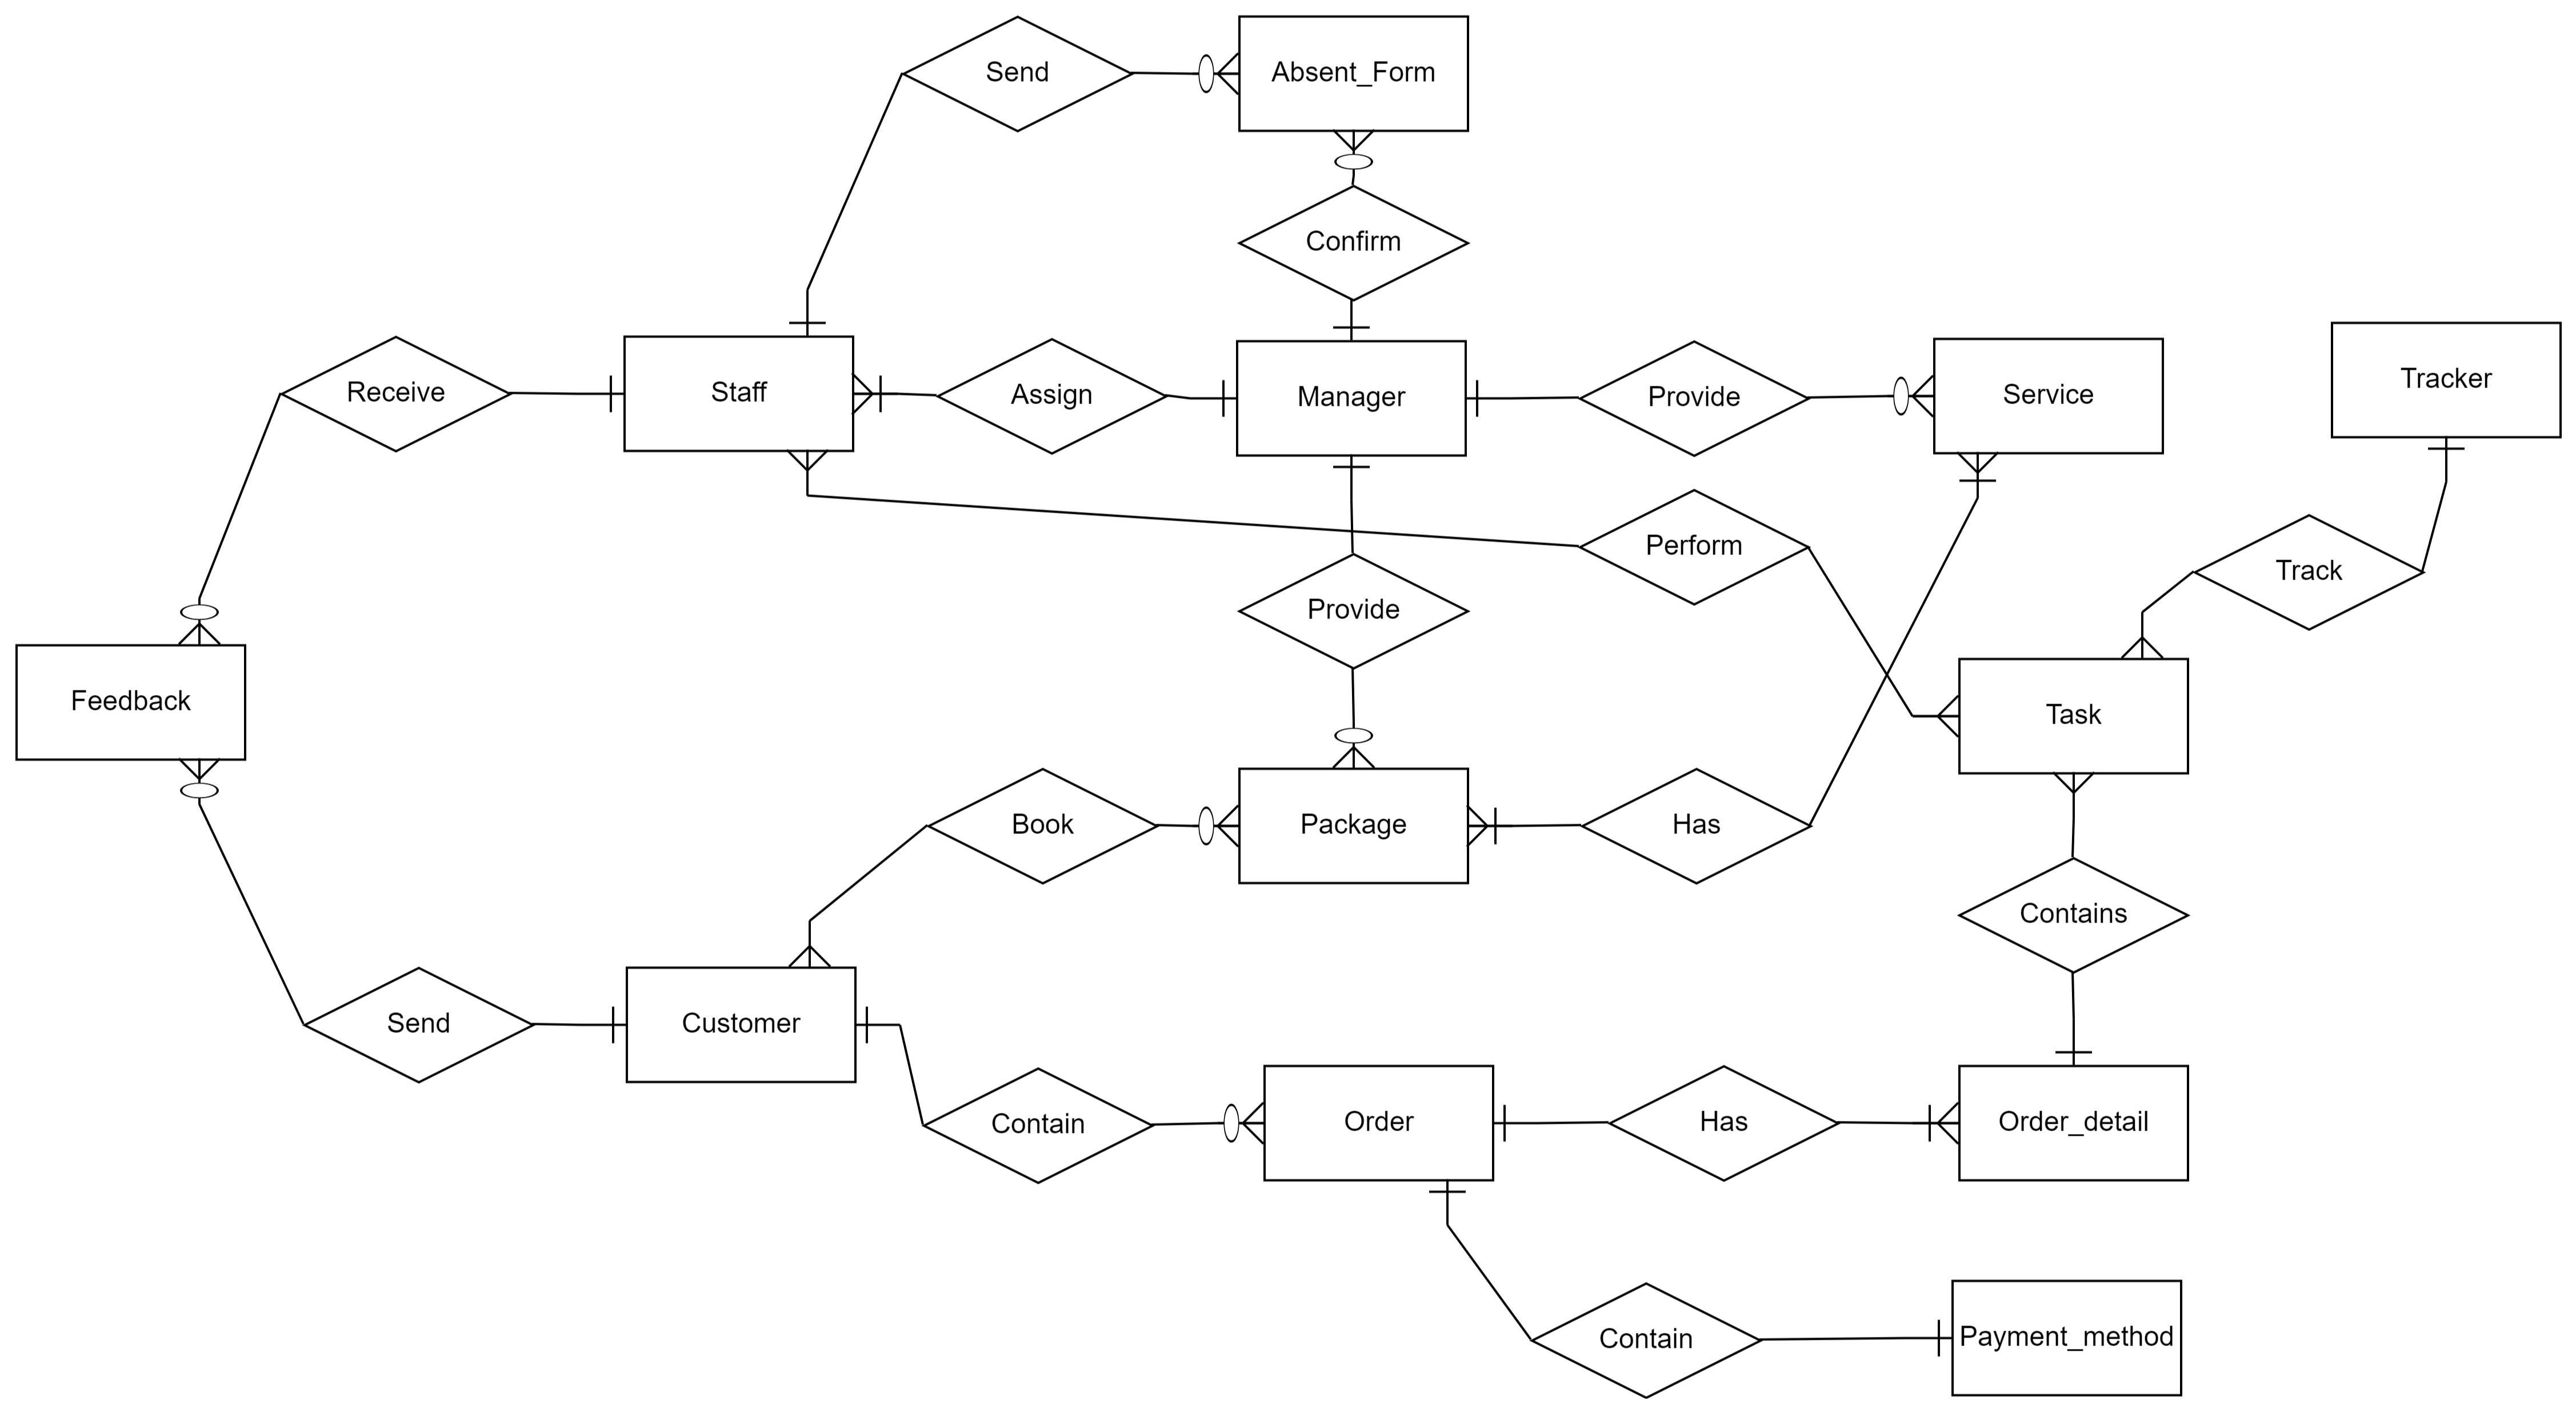 Send
Absent_Form
Confirm
Tracker
Receive
Staff
Assign
Manager
Provide
Service
Perform
Track
Provide
Feedback
Task
Book
Package
Has
Contains
Send
Customer
Contain
Order
Has
Order_detail
Contain
Payment_method